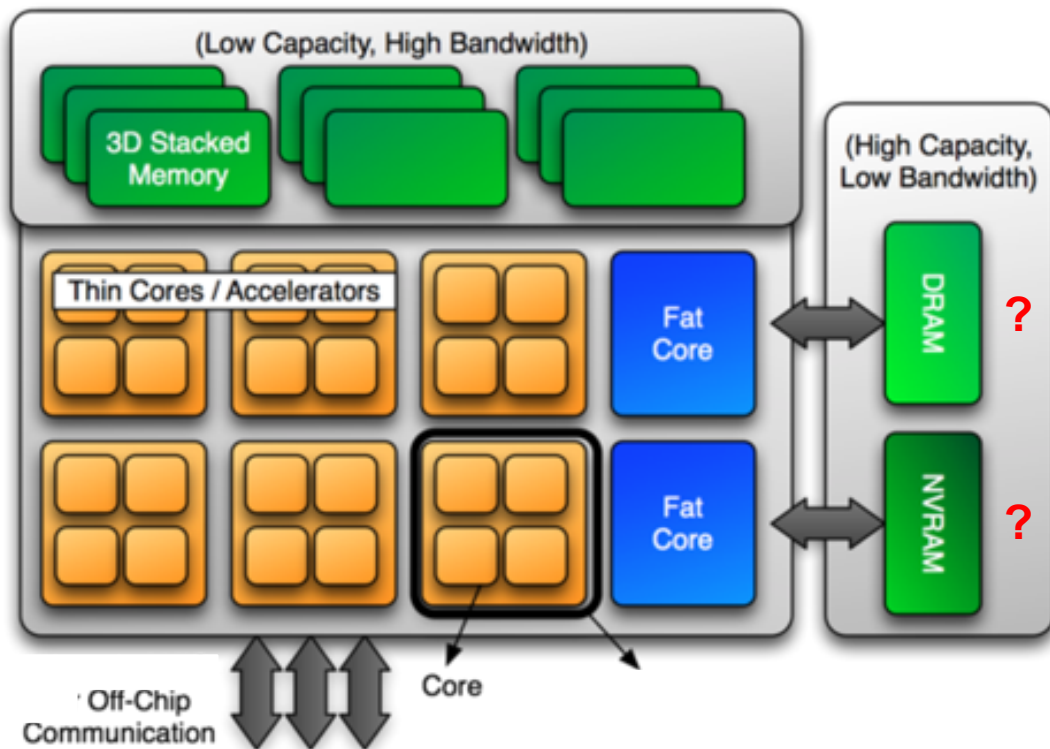 (Low Capacity, High Bandwidth)
3D Stacked
Memory
(High Capacity,
Low Bandwidth)
Thin Cores / Accelerators
Fat
Core
DRAM
?
Fat
Core
NVRAM
?
Core
Off-Chip
Communication